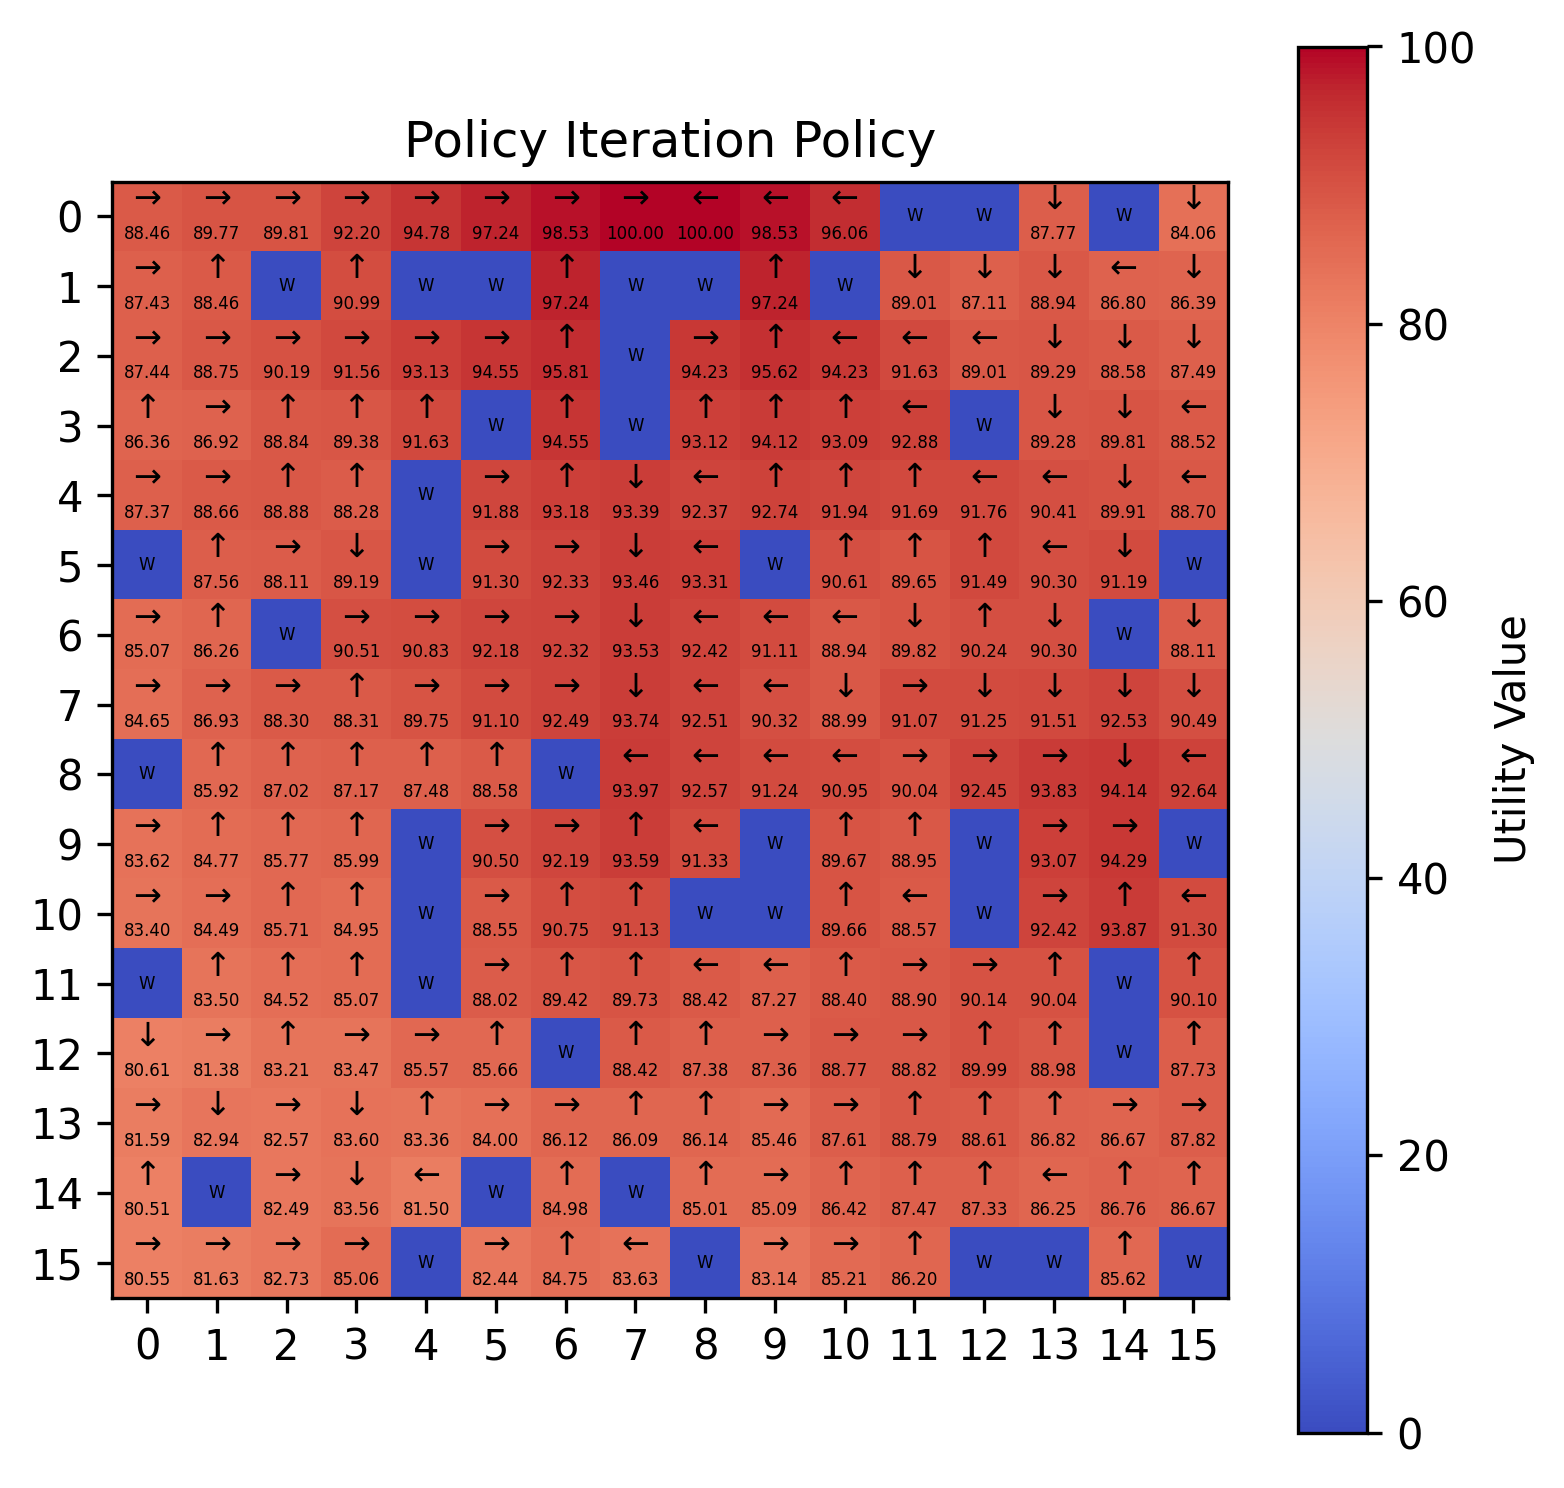 Policy Iteration Policy
100
0 → → → → → → → → ← ← ← W W ↓ W ↓
88.46 89.77 89.81 92.20 94.78 97.24 98.53 100.00 100.00 98.53 96.06 87.77 84.06
1 → ↑ W ↑ W W ↑ W W ↑ W ↓ ↓ ↓ ← ↓
87.43 88.46 90.99 97.24 97.24 89.01 87.11 88.94 86.80 86.39
80
2 → → → → → → ↑ W → ↑ ← ← ← ↓ ↓ ↓
87.44 88.75 90.19 91.56 93.13 94.55 95.81 94.23 95.62 94.23 91.63 89.01 89.29 88.58 87.49
3 ↑ → ↑ ↑ ↑ W ↑ W ↑ ↑ ↑ ← W ↓ ↓ ←
86.36 86.92 88.84 89.38 91.63 94.55 93.12 94.12 93.09 92.88 89.28 89.81 88.52
4 → → ↑ ↑ W → ↑ ↓ ← ↑ ↑ ↑ ← ← ↓ ←
87.37 88.66 88.88 88.28 91.88 93.18 93.39 92.37 92.74 91.94 91.69 91.76 90.41 89.91 88.70
5 W ↑ → ↓ W → → ↓ ← W ↑ ↑ ↑ ← ↓ W
87.56 88.11 89.19 91.30 92.33 93.46 93.31 90.61 89.65 91.49 90.30 91.19
60
6 → ↑ W → → → → ↓ ← ← ← ↓ ↑ ↓ W ↓
85.07 86.26 90.51 90.83 92.18 92.32 93.53 92.42 91.11 88.94 89.82 90.24 90.30 88.11
7 → → → ↑ → → → ↓ ← ← ↓ → ↓ ↓ ↓ ↓
84.65 86.93 88.30 88.31 89.75 91.10 92.49 93.74 92.51 90.32 88.99 91.07 91.25 91.51 92.53 90.49
Utility Value
8 W ↑ ↑ ↑ ↑ ↑ W ← ← ← ← → → → ↓ ←
85.92 87.02 87.17 87.48 88.58 93.97 92.57 91.24 90.95 90.04 92.45 93.83 94.14 92.64
9 → ↑ ↑ ↑ W → → ↑ ← W ↑ ↑ W → → W
83.62 84.77 85.77 85.99 90.50 92.19 93.59 91.33 89.67 88.95 93.07 94.29
40
10 → → ↑ ↑ W → ↑ ↑ W W ↑ ← W → ↑ ←
83.40 84.49 85.71 84.95 88.55 90.75 91.13 89.66 88.57 92.42 93.87 91.30
11 W ↑ ↑ ↑ W → ↑ ↑ ← ← ↑ → → ↑ W ↑
83.50 84.52 85.07 88.02 89.42 89.73 88.42 87.27 88.40 88.90 90.14 90.04 90.10
12 ↓ → ↑ → → ↑ W ↑ ↑ → → → ↑ ↑ W ↑
80.61 81.38 83.21 83.47 85.57 85.66 88.42 87.38 87.36 88.77 88.82 89.99 88.98 87.73
13 → ↓ → ↓ ↑ → → ↑ ↑ → → ↑ ↑ ↑ → →
81.59 82.94 82.57 83.60 83.36 84.00 86.12 86.09 86.14 85.46 87.61 88.79 88.61 86.82 86.67 87.82
20
14 ↑ W → ↓ ← W ↑ W ↑ → ↑ ↑ ↑ ← ↑ ↑
80.51 82.49 83.56 81.50 84.98 85.01 85.09 86.42 87.47 87.33 86.25 86.76 86.67
15 → → → → W → ↑ ← W → → ↑ W W ↑ W
80.55 81.63 82.73 85.06 82.44 84.75 83.63 83.14 85.21 86.20 85.62
0 1 2 3 4 5 6 7 8 9 10 11 12 13 14 15
0